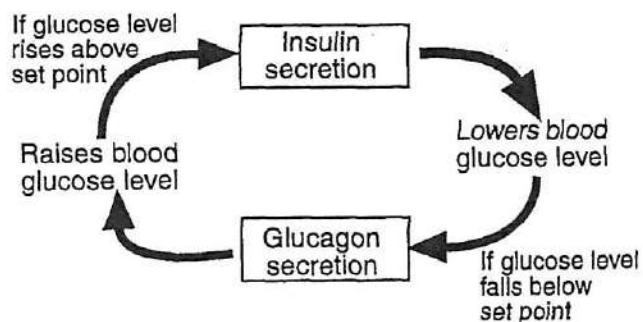 If glucose level
rises above
set point
Insulin
secretion
Lowers blood
glucose level
Raises blood
glucose level
Glucagon
secretion
If glucose level
falls below
set point